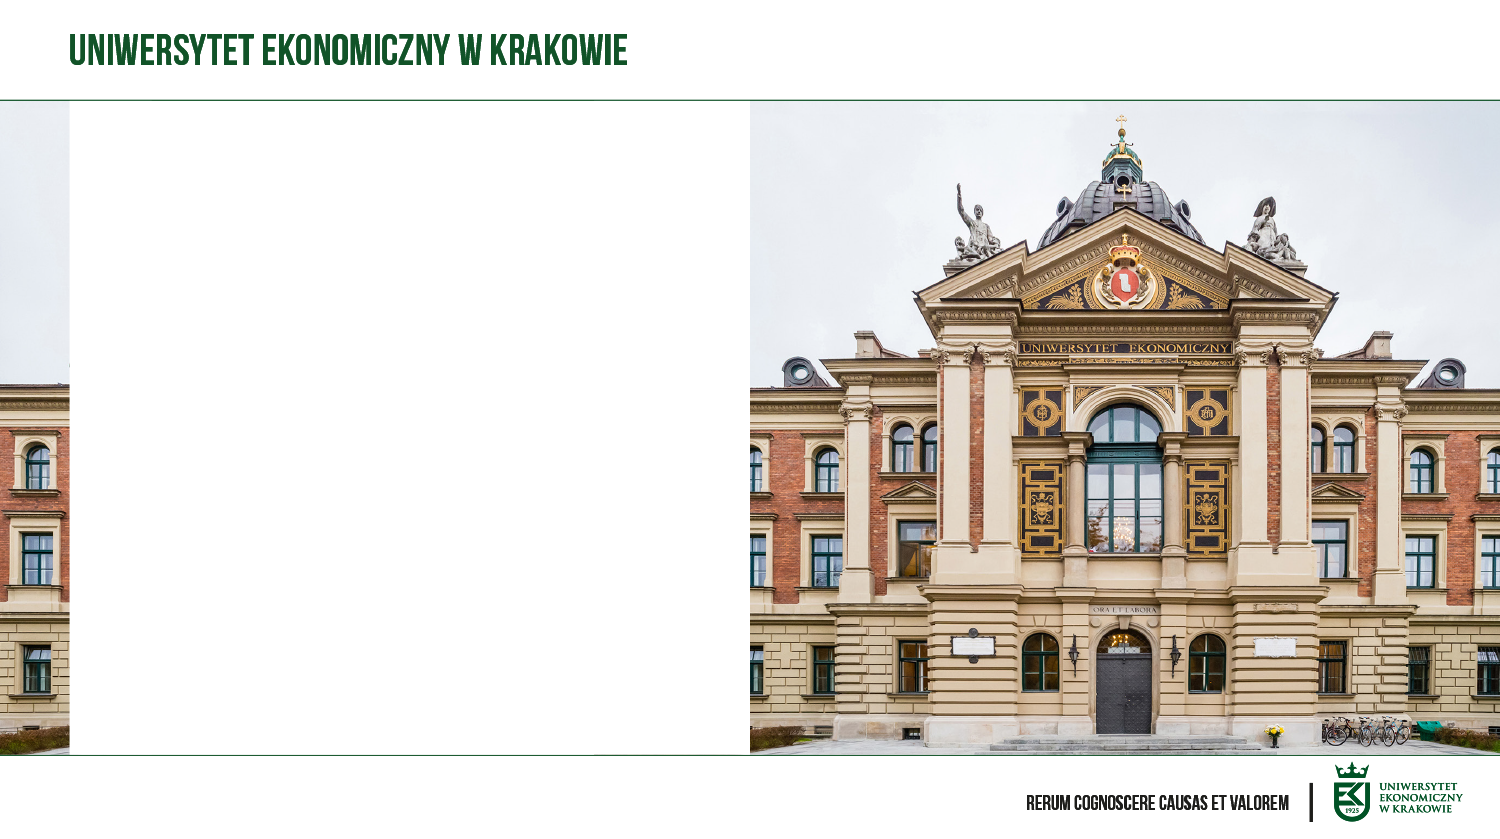 UNIWERSYTET EKONOMICZNY W KRAKOWIE
UNIWERSYTET EKONOMICZNY
ORA ET LABORA
RERUM COGNOSCERE CAUSAS ET VALOREM
1925
UNIWERSYTET
EKONOMICZNY
W KRAKOWIE